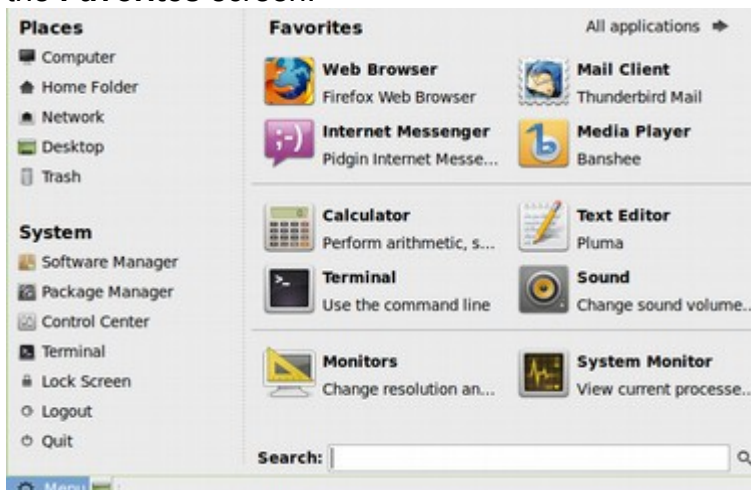 the Favorites screen.
Places
Computer
Home Folder
Network
Desktop
Trash
System
Software Manager
Package Manager
Control Center
Terminal
Lock Screen
Logout
Quit
Favorites
All applications
Web Browser
Firefox Web Browser
Mail Client
Thunderbird Mail
Internet Messenger
Pidgin Internet Messe...
Media Player
Banshee
Calculator
Perform arithmetic, s...
Text Editor
Pluma
Terminal
Use the command line
Sound
Change sound volume...
Monitors
Change resolution an...
System Monitor
View current processe...
Search:
Menu